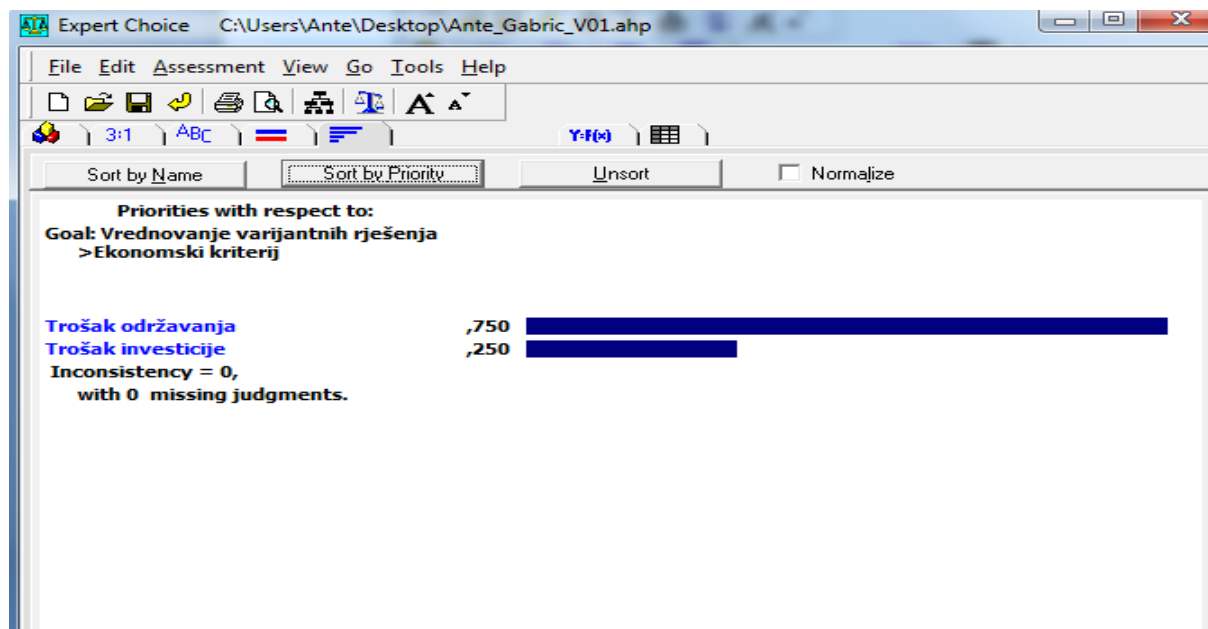 Expert Choice C:\Users\Ante\Desktop\Ante_Gabric_V01.ahp
File Edit Assessment View Go Tools Help
3:1 ABC Y=F(x)
Sort by Name Sort by Priority Unsort Normalize
Priorities with respect to:
Goal: Vrednovanje varijantnih rješenja
>Ekonomski kriterij
Trošak održavanja ,750
Trošak investicije ,250
Inconsistency = 0,
with 0 missing judgments.